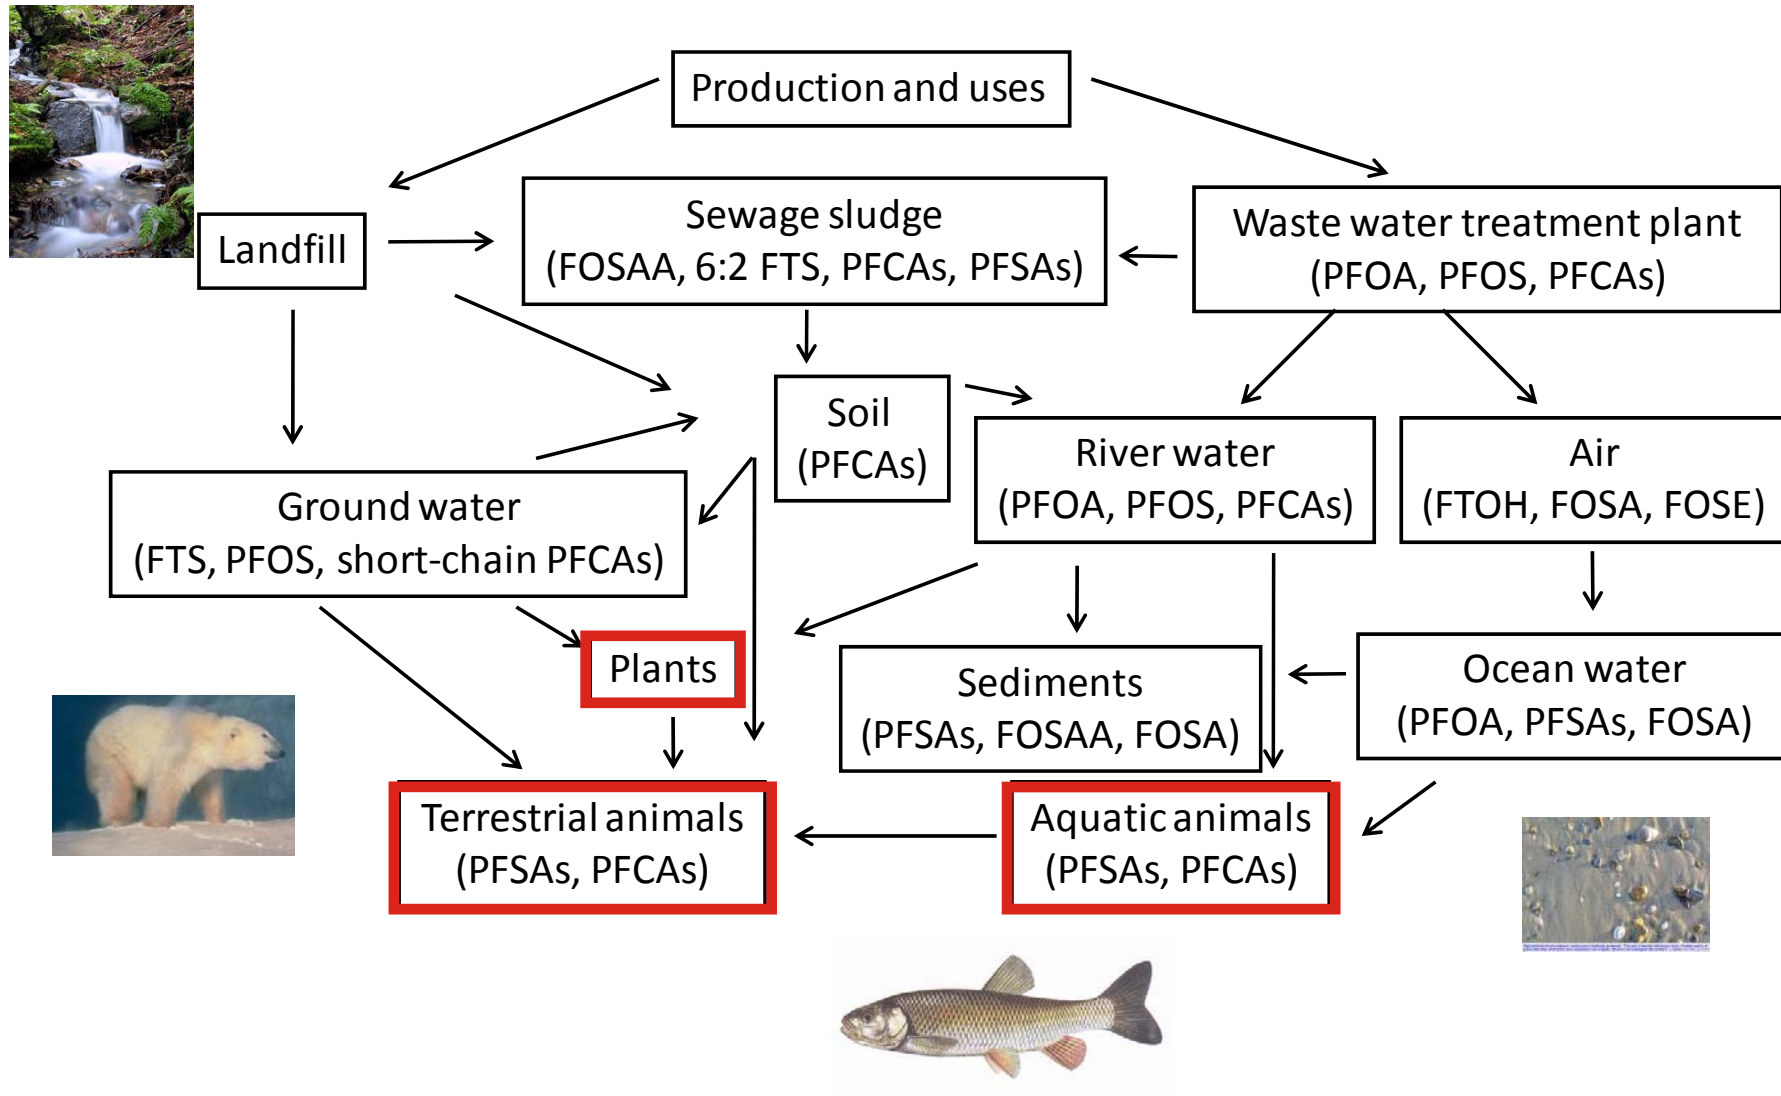 Production and uses
Landfill
Sewage sludge
(FOSAA, 6:2 FTS, PFCAs, PFSAs)
Waste water treatment plant
(PFOA, PFOS, PFCAs)
Soil
(PFCAs)
River water
(PFOA, PFOS, PFCAs)
Air
(FTOH, FOSA, FOSE)
Ground water
(FTS, PFOS, short-chain PFCAs)
Plants
Sediments
(PFSAs, FOSAA, FOSA)
Ocean water
(PFOA, PFSAs, FOSA)
Terrestrial animals
(PFSAs, PFCAs)
Aquatic animals
(PFSAs, PFCAs)